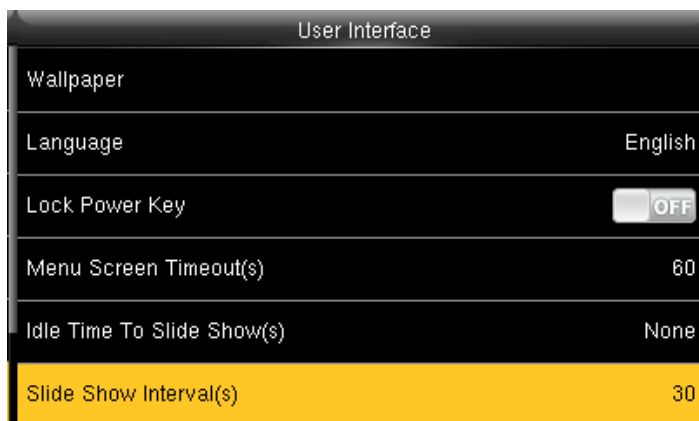 User Interface
Wallpaper
Language English
Lock Power Key OFF
Menu Screen Timeout(s) 60
Idle Time To Slide Show(s) None
Slide Show Interval(s) 30